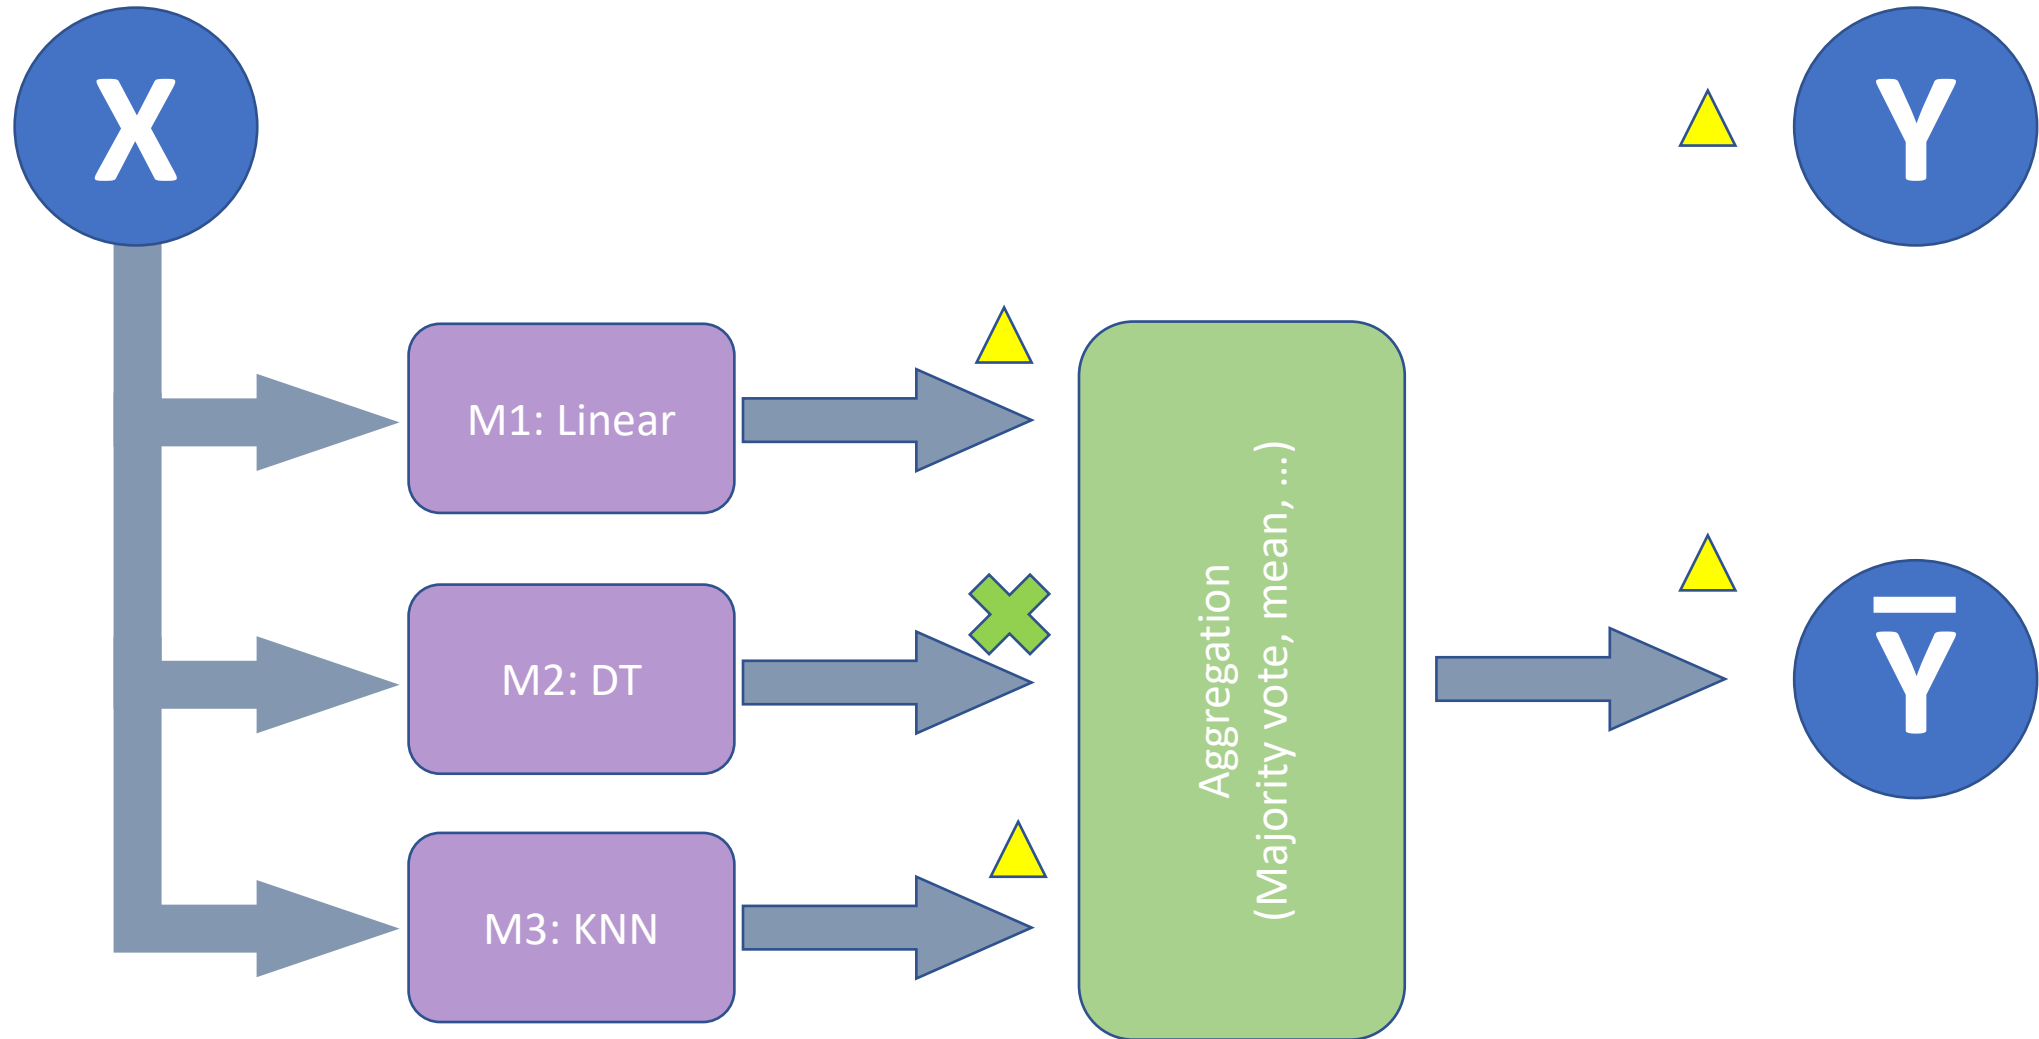 X
Y
M1: Linear
M2: DT
M3: KNN
Aggregation
(Majority vote, mean, ...)
Y̅